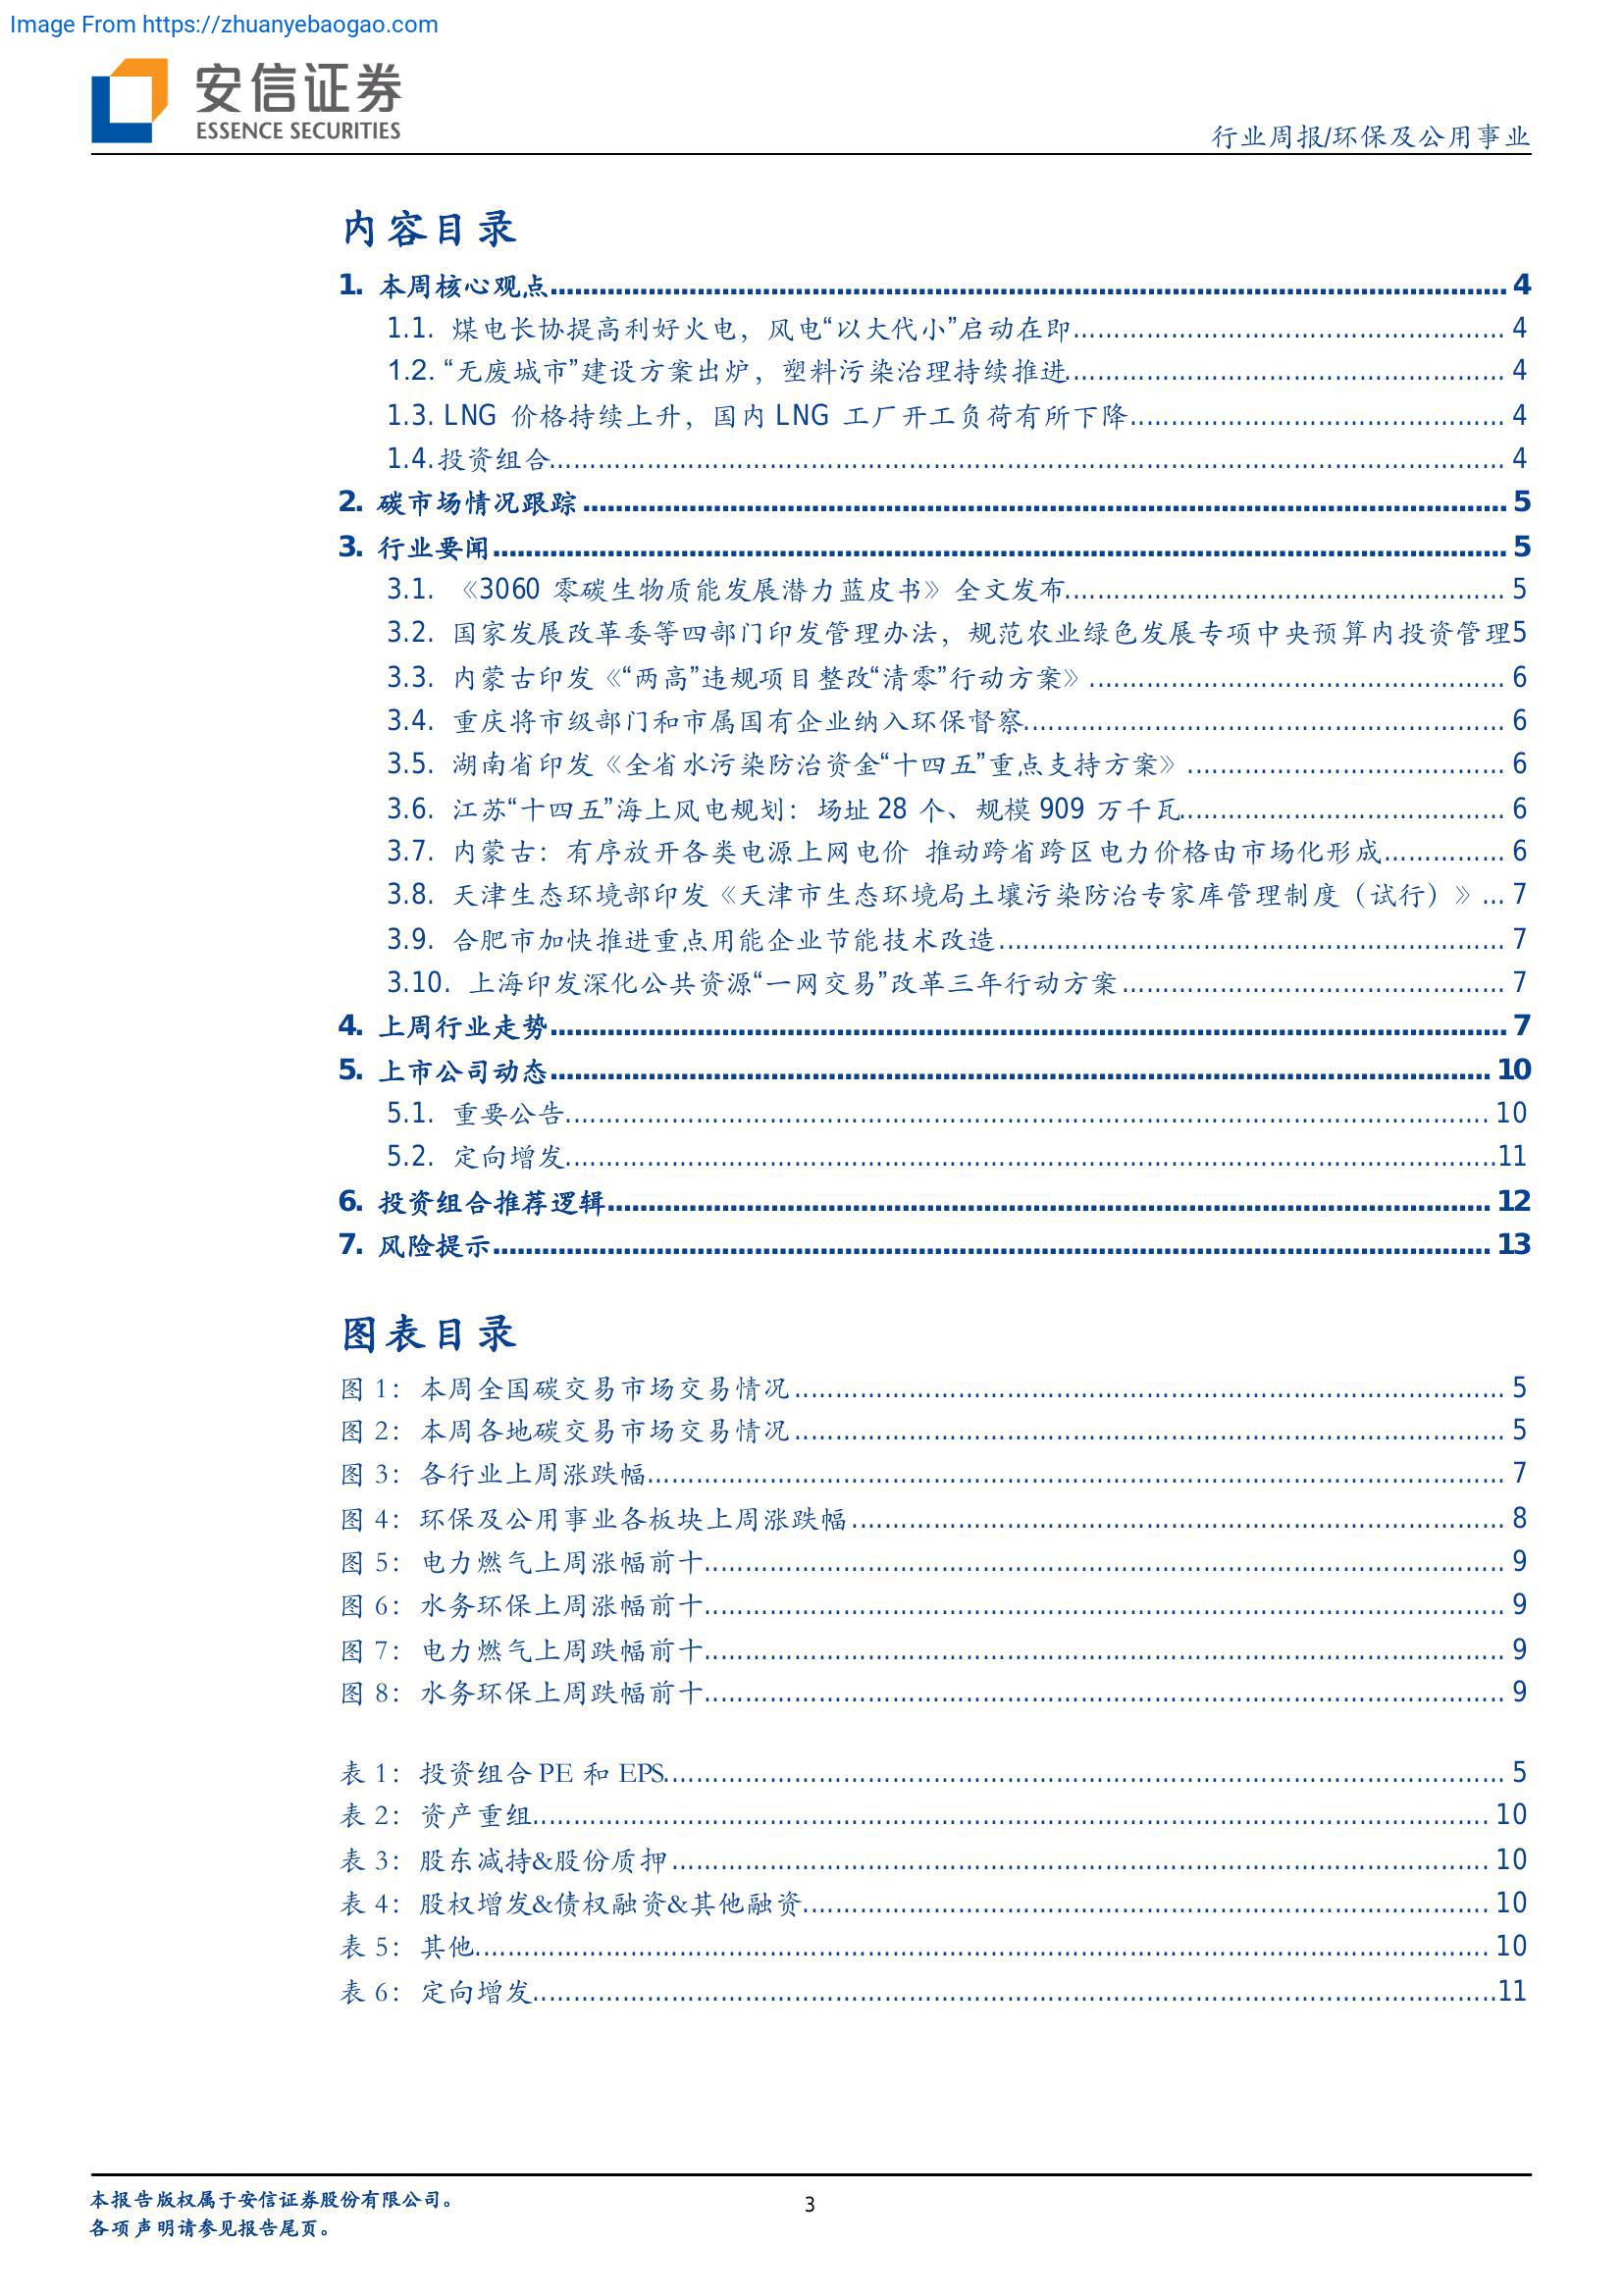 Image From https://zhuanyebaogao.com
安信证券
ESSENCE SECURITIES
行业周报/环保及公用事业
内容目录
1. 本周核心观点 4
1.1. 煤电长协提高利好火电，风电“以大代小”启动在即 4
1.2. “无废城市”建设方案出炉，塑料污染治理持续推进 4
1.3. LNG 价格持续上升，国内 LNG 工厂开工负荷有所下降 4
1.4. 投资组合 4
2. 碳市场情况跟踪 5
3. 行业要闻 5
3.1. 《3060 零碳生物质能发展潜力蓝皮书》全文发布 5
3.2. 国家发展改革委等四部门印发管理办法，规范农业绿色发展专项中央预算内投资管理5
3.3. 内蒙古印发《“两高”违规项目整改“清零”行动方案》 6
3.4. 重庆将市级部门和市属国有企业纳入环保督察 6
3.5. 湖南省印发《全省水污染防治资金“十四五”重点支持方案》 6
3.6. 江苏“十四五”海上风电规划：场址 28 个、规模 909 万千瓦 6
3.7. 内蒙古：有序放开各类电源上网电价 推动跨省跨区电力价格由市场化形成 6
3.8. 天津生态环境部印发《天津市生态环境局土壤污染防治专家库管理制度（试行）》 7
3.9. 合肥市加快推进重点用能企业节能技术改造 7
3.10. 上海印发深化公共资源“一网交易”改革三年行动方案 7
4. 上周行业走势 7
5. 上市公司动态 10
5.1. 重要公告 10
5.2. 定向增发 11
6. 投资组合推荐逻辑 12
7. 风险提示 13
图表目录
图 1：本周全国碳交易市场交易情况 5
图 2：本周各地碳交易市场交易情况 5
图 3：各行业上周涨跌幅 7
图 4：环保及公用事业各板块上周涨跌幅 8
图 5：电力燃气上周涨幅前十 9
图 6：水务环保上周涨幅前十 9
图 7：电力燃气上周跌幅前十 9
图 8：水务环保上周跌幅前十 9
表 1：投资组合 PE 和 EPS 5
表 2：资产重组 10
表 3：股东减持&股份质押 10
表 4：股权增发&债权融资&其他融资 10
表 5：其他 10
表 6：定向增发 11
本报告版权属于安信证券股份有限公司。
3
各项声明请参见报告尾页。